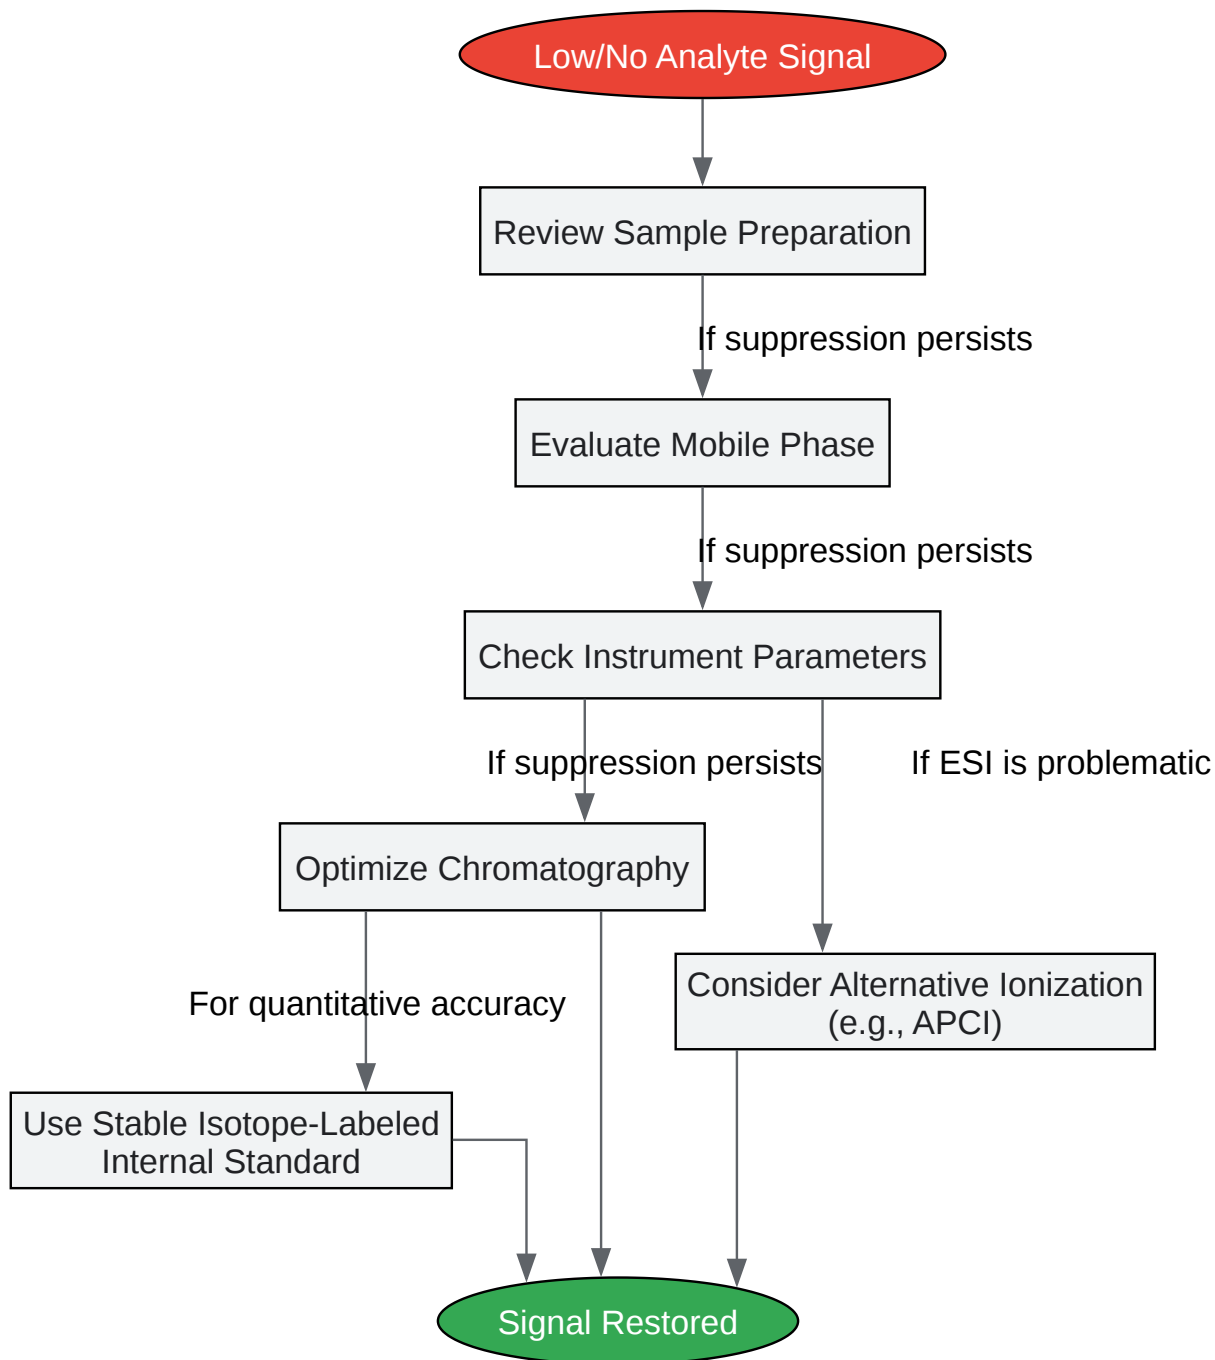 Low/No Analyte Signal
Review Sample Preparation
If suppression persists
Evaluate Mobile Phase
If suppression persists
Check Instrument Parameters
If suppression persists
If ESI is problematic
Optimize Chromatography
Consider Alternative Ionization
(e.g., APCI)
For quantitative accuracy
Use Stable Isotope-Labeled
Internal Standard
Signal Restored